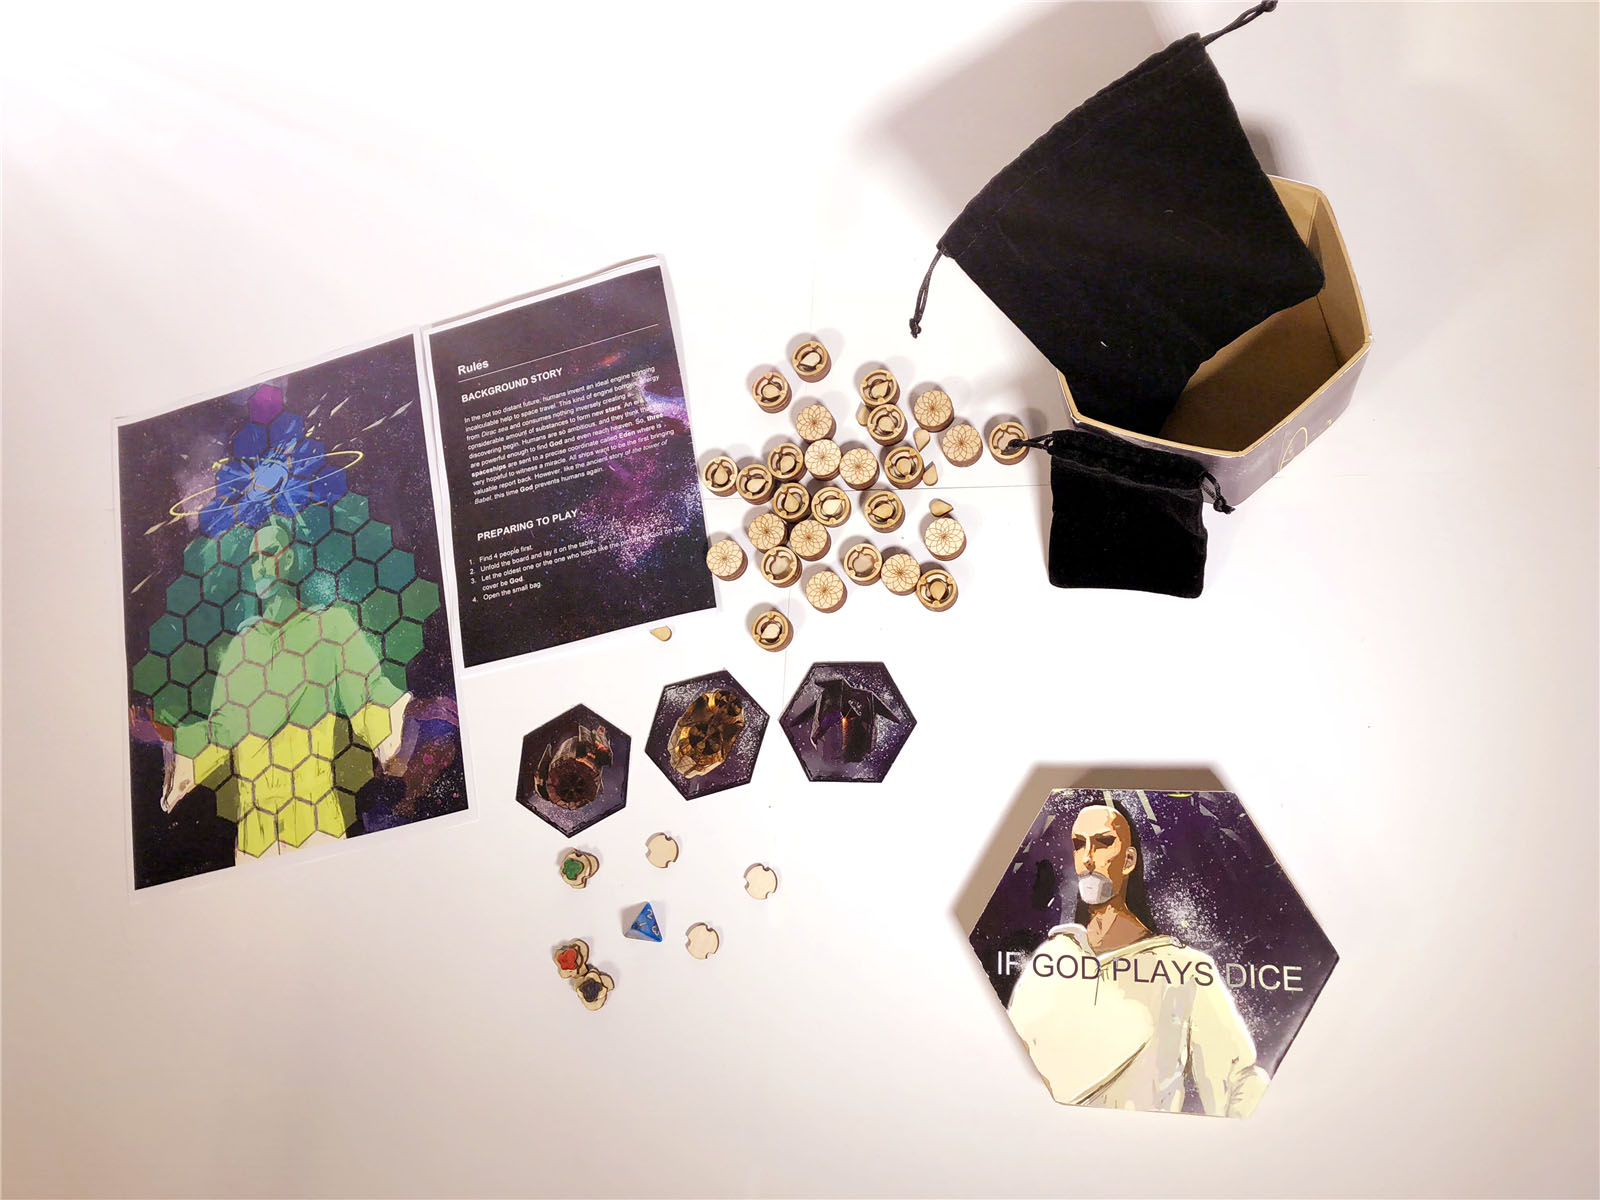 Rules
BACKGROUND STORY
In the not too distant future, humans invent an ideal engine bringing
incalculable help to space travel. This kind of engine borrows energy
from Dirac sea and consumes nothing inversely creating a
considerable amount of substances to form new stars. An era
discovering begin. Humans are so ambitious, and they think they
are powerful enough to find God and even reach heaven. So, three
spaceships are sent to a precise coordinate called Eden where is
very hopeful to witness a miracle. All ships want to be the first bringing
valuable report back. However, like the ancient story of the tower of
Babel, this time God prevents humans again.
PREPARING TO PLAY
1. Find 4 people first.
2. Unfold the board and lay it on the table.
3. Let the oldest one or the one who looks like the picture of God on the
cover be God.
4. Open the small bag.
IF GOD PLAYS DICE